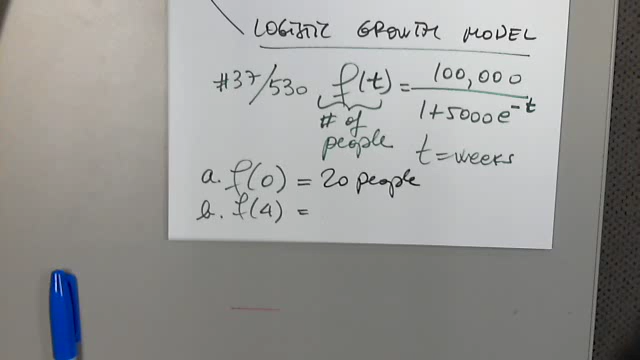 LOGISTIC GROWTH MODEL
#37/530 f(t) = 100,000 / 1+5000e^-t
# of people
t = weeks
a. f(0) = 20 people
b. f(4) =